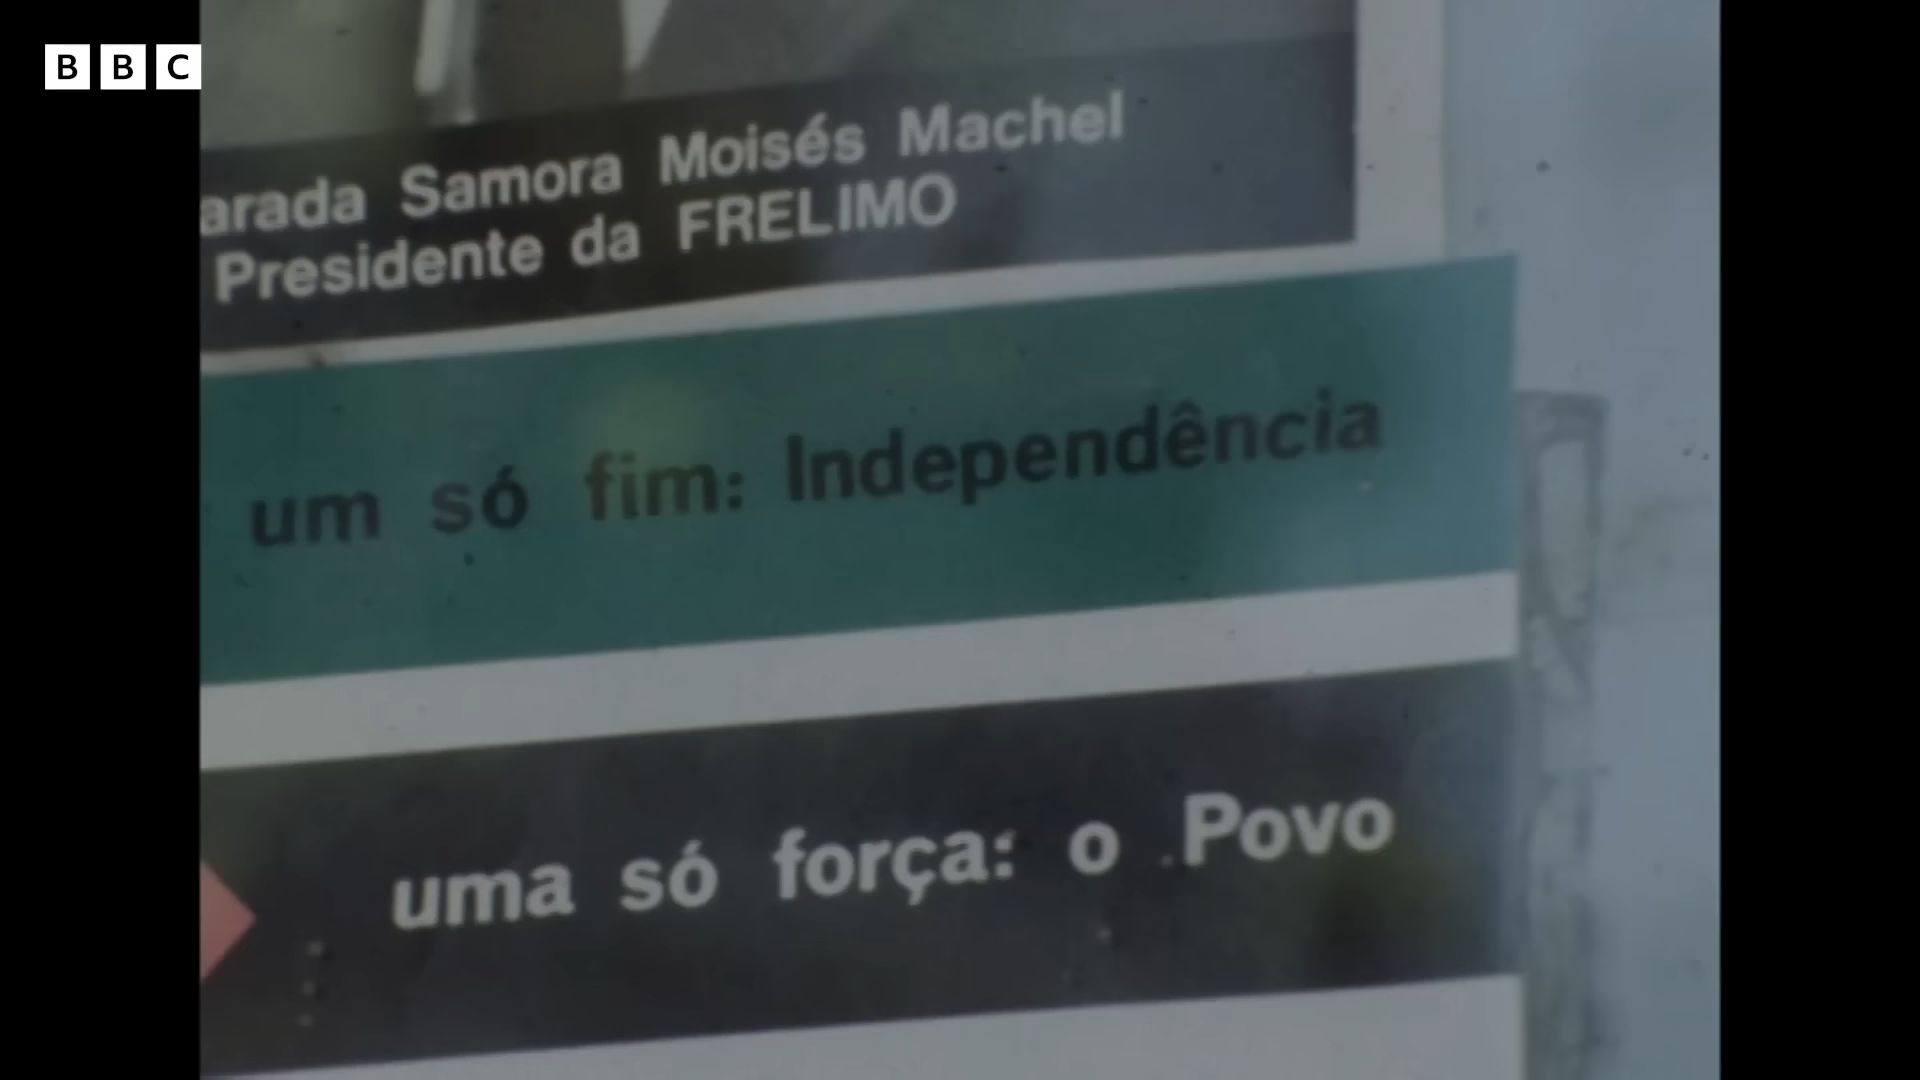 BBC
arada Samora Moisés Machel
Presidente da FRELIMO
um só fim: Independência
uma só força: o Povo